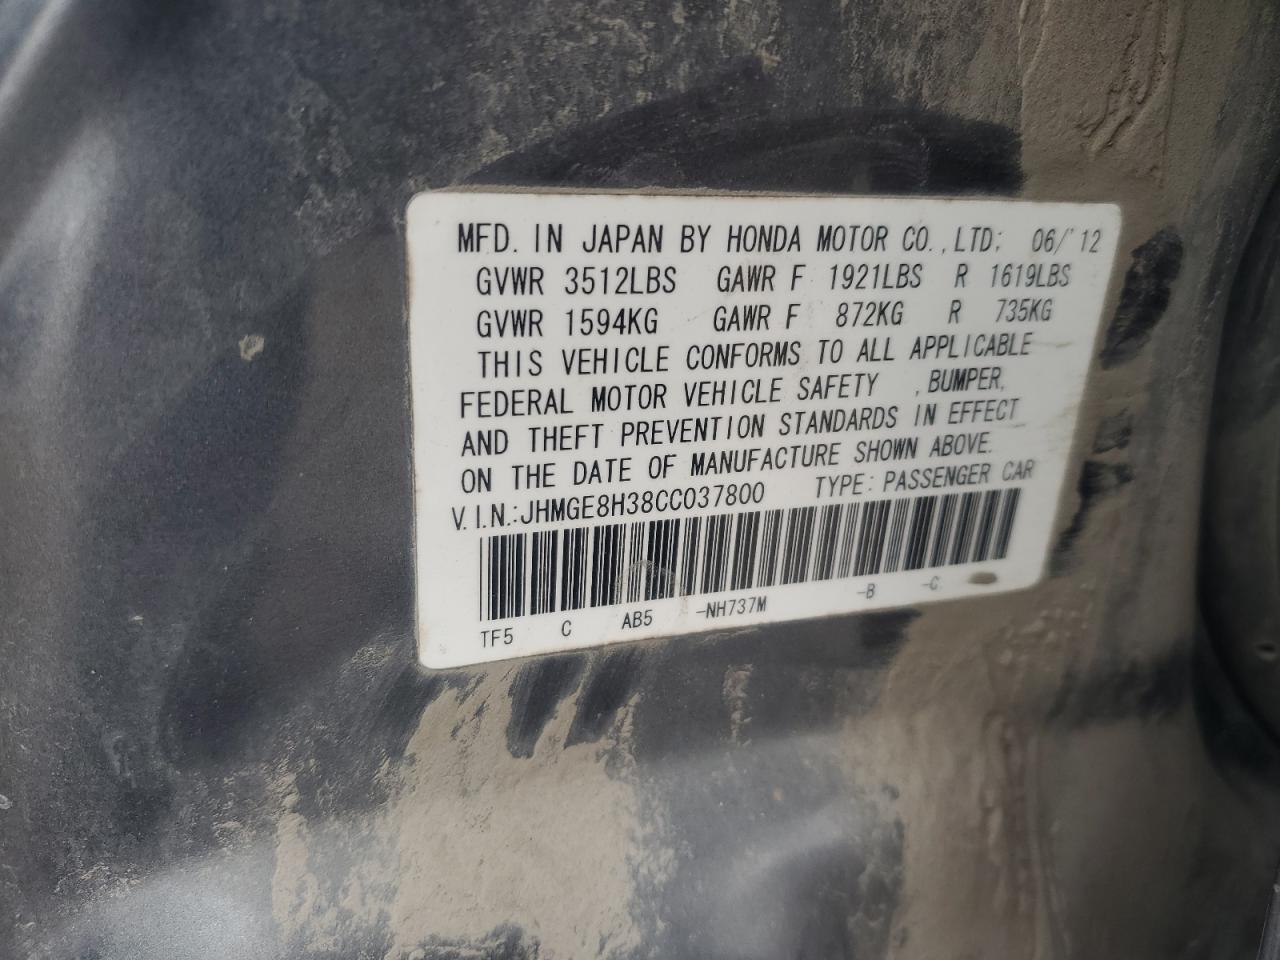 MFD. IN JAPAN BY HONDA MOTOR CO.,LTD; 06/'12
GVWR 3512LBS GAWR F 1921LBS R 1619LBS
GVWR 1594KG GAWR F 872KG R 735KG
THIS VEHICLE CONFORMS TO ALL APPLICABLE
FEDERAL MOTOR VEHICLE SAFETY ,BUMPER,
AND THEFT PREVENTION STANDARDS IN EFFECT
ON THE DATE OF MANUFACTURE SHOWN ABOVE.
V.I.N.:JHMGE8H38CC037800 TYPE:PASSENGER CAR
TF5 C AB5 -NH737M -B -C